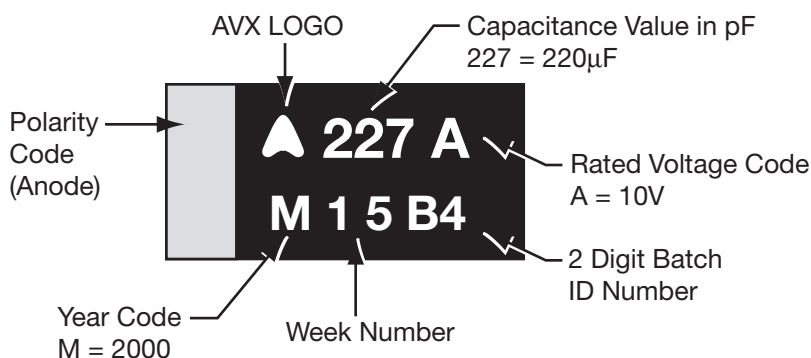 AVX LOGO
Capacitance Value in pF
227 = 220μF
Polarity
Code
(Anode)
227 A
Rated Voltage Code
A = 10V
M 1 5 B4
2 Digit Batch
ID Number
Year Code
M = 2000
Week Number